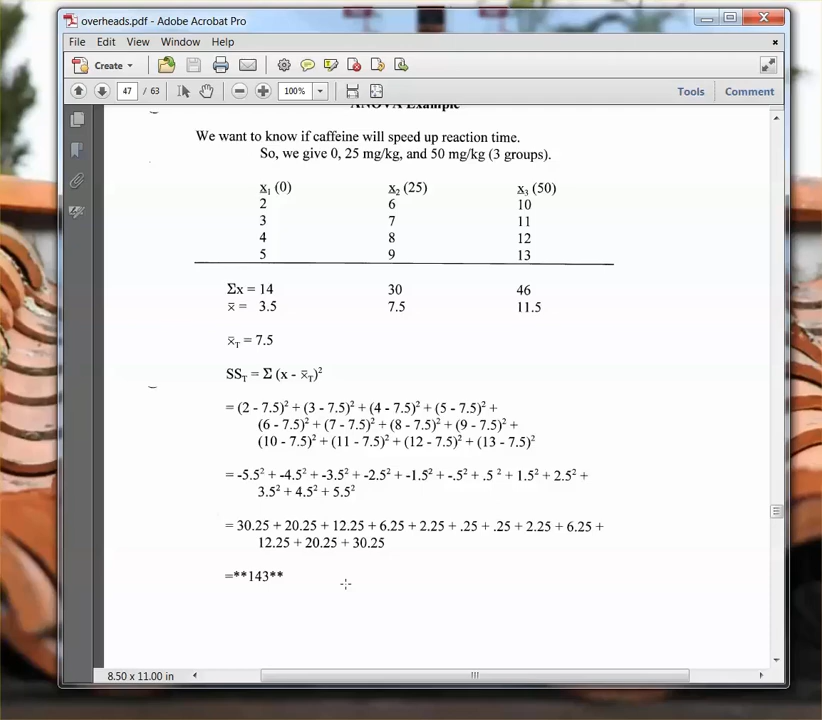 overheads.pdf - Adobe Acrobat Pro
File Edit View Window Help
Create
47 / 63 100% Tools Comment
ANOVA Example
We want to know if caffeine will speed up reaction time.
So, we give 0, 25 mg/kg, and 50 mg/kg (3 groups).
x₁ (0) x₂ (25) x₃ (50)
2 6 10
3 7 11
4 8 12
5 9 13
Σx = 14 30 46
x̄ = 3.5 7.5 11.5
x̄T = 7.5
SST = Σ (x - x̄T)²
= (2 - 7.5)² + (3 - 7.5)² + (4 - 7.5)² + (5 - 7.5)² +
(6 - 7.5)² + (7 - 7.5)² + (8 - 7.5)² + (9 - 7.5)² +
(10 - 7.5)² + (11 - 7.5)² + (12 - 7.5)² + (13 - 7.5)²
= -5.5² + -4.5² + -3.5² + -2.5² + -1.5² + -.5² + .5 ² + 1.5² + 2.5² +
3.5² + 4.5² + 5.5²
= 30.25 + 20.25 + 12.25 + 6.25 + 2.25 + .25 + .25 + 2.25 + 6.25 +
12.25 + 20.25 + 30.25
=**143**
8.50 x 11.00 in